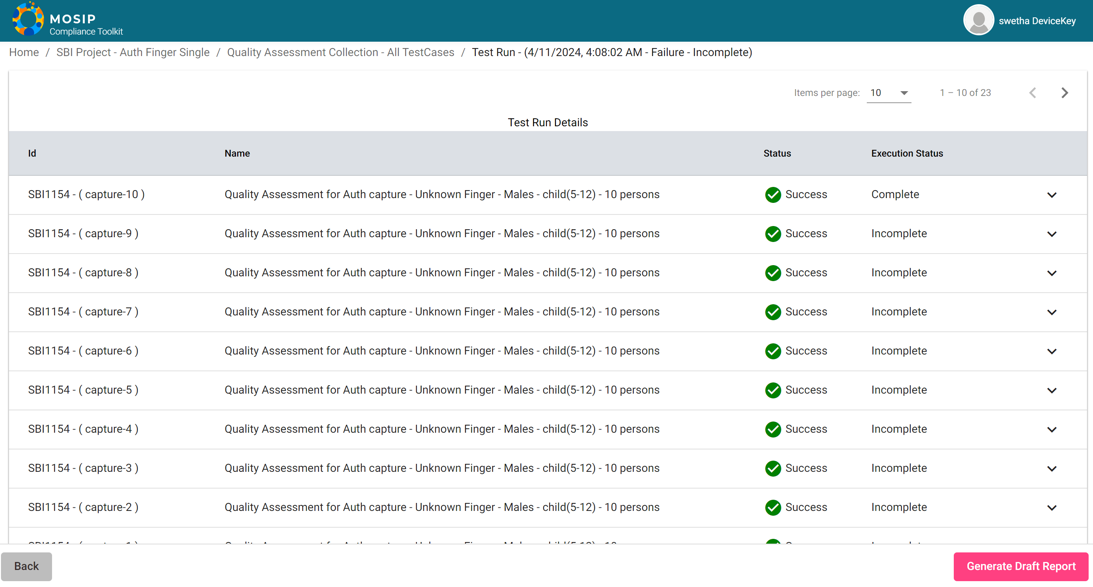 MOSIP
Compliance Toolkit
swetha DeviceKey
Home / SBI Project - Auth Finger Single / Quality Assessment Collection - All TestCases / Test Run - (4/11/2024, 4:08:02 AM - Failure - Incomplete)
Items per page: 10 1 – 10 of 23
Test Run Details
Id Name Status Execution Status
SBI1154 - ( capture-10 ) Quality Assessment for Auth capture - Unknown Finger - Males - child(5-12) - 10 persons Success Complete
SBI1154 - ( capture-9 ) Quality Assessment for Auth capture - Unknown Finger - Males - child(5-12) - 10 persons Success Incomplete
SBI1154 - ( capture-8 ) Quality Assessment for Auth capture - Unknown Finger - Males - child(5-12) - 10 persons Success Incomplete
SBI1154 - ( capture-7 ) Quality Assessment for Auth capture - Unknown Finger - Males - child(5-12) - 10 persons Success Incomplete
SBI1154 - ( capture-6 ) Quality Assessment for Auth capture - Unknown Finger - Males - child(5-12) - 10 persons Success Incomplete
SBI1154 - ( capture-5 ) Quality Assessment for Auth capture - Unknown Finger - Males - child(5-12) - 10 persons Success Incomplete
SBI1154 - ( capture-4 ) Quality Assessment for Auth capture - Unknown Finger - Males - child(5-12) - 10 persons Success Incomplete
SBI1154 - ( capture-3 ) Quality Assessment for Auth capture - Unknown Finger - Males - child(5-12) - 10 persons Success Incomplete
SBI1154 - ( capture-2 ) Quality Assessment for Auth capture - Unknown Finger - Males - child(5-12) - 10 persons Success Incomplete
Back Generate Draft Report